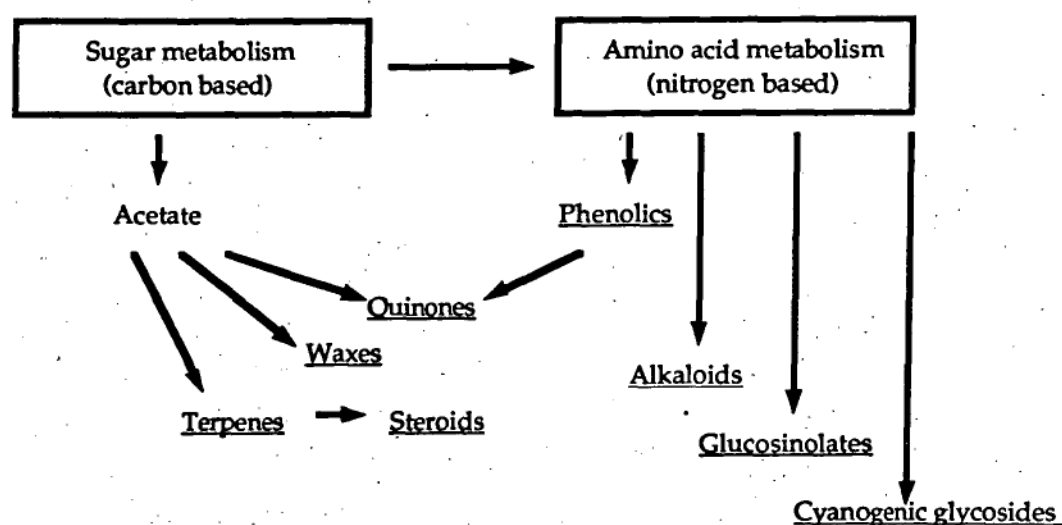 Sugar metabolism
(carbon based)
Amino acid metabolism
(nitrogen based)
Acetate
Phenolics
Quinones
Waxes
Alkaloids
Terpenes
Steroids
Glucosinolates
Cyanogenic glycosides